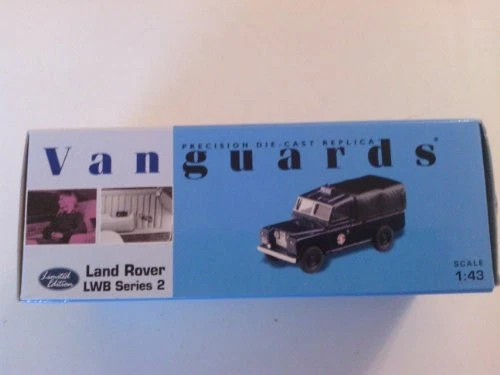 PRECISION DIE-CAST REPLICA
Vanguards
Limited Edition
Land Rover
LWB Series 2
SCALE
1:43